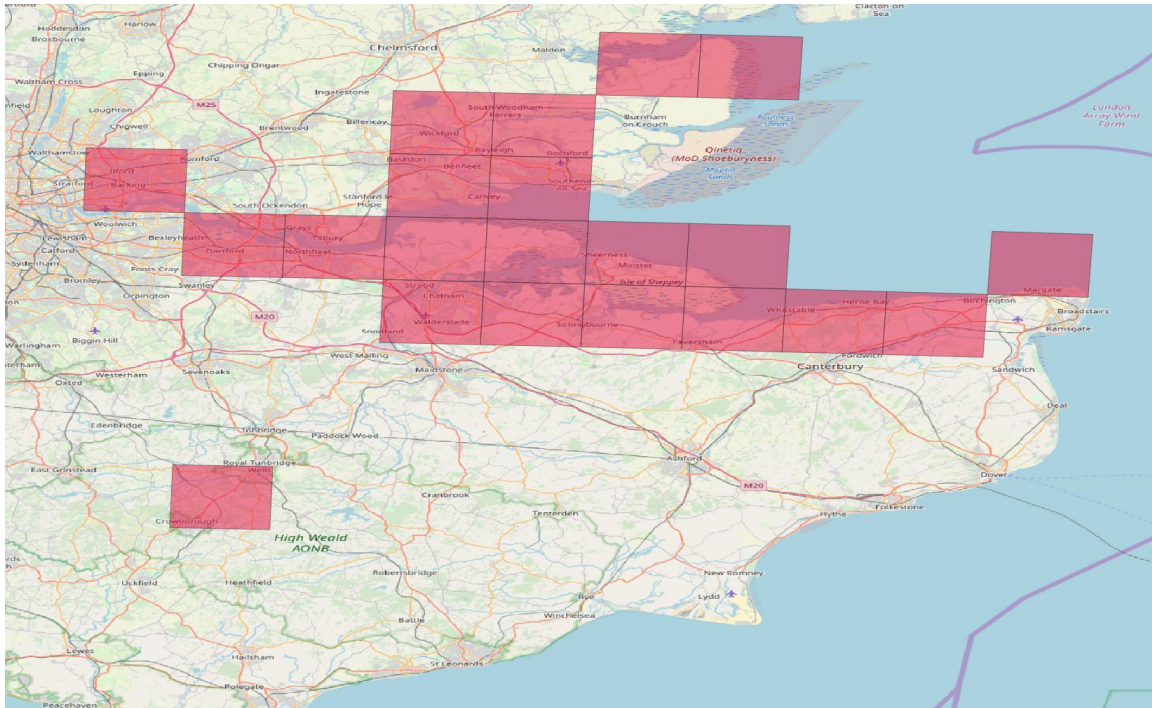 Clacton-on-
Sea
Harlow
Hoddesdon
Broxbourne
Chelmsford
Maldon
Epping
Chipping Ongar
Waltham Cross
Ingatestone
M25
Loughton
Chigwell
Brentwood
Billericay
South Woodham
Ferrers
Burnham
on Crouch
Foulness
Sands
London
Array Wind
Farm
Wickford
Rayleigh
Rochford
Qinetiq
(MoD Shoeburyness)
Maplin
Sands
Walthamstow
Ilford
Romford
Stratford
Barking
Basildon
Benfleet
Southend-
on-Sea
Canvey
Stanford-le-
Hope
South Ockendon
Woolwich
Grays
Tilbury
Lewisham
Bexleyheath
Catford
Dartford
Northfleet
Sydenham
Foots Cray
Sheerness
Minster
Isle of Sheppey
Bromley
Swanley
Orpington
Strood
Chatham
Margate
Herne Bay
Birchington
Whitstable
Broadstairs
M20
Walderslade
Sittingbourne
Snodland
Ramsgate
Biggin Hill
Warlingham
West Malling
Faversham
Fordwich
Canterbury
Sandwich
Sevenoaks
Maidstone
Westerham
Oxted
Deal
Edenbridge
Tonbridge
Paddock Wood
Royal Tunbridge
Wells
East Grinstead
Ashford
Dover
Cranbrook
M20
Folkestone
Crowborough
Tenterden
Hythe
High Weald
AONB
Uckfield
Heathfield
Robertsbridge
New Romney
Rye
Lydd
Winchelsea
Battle
Lewes
Hailsham
St Leonards
Polegate
Peacehaven